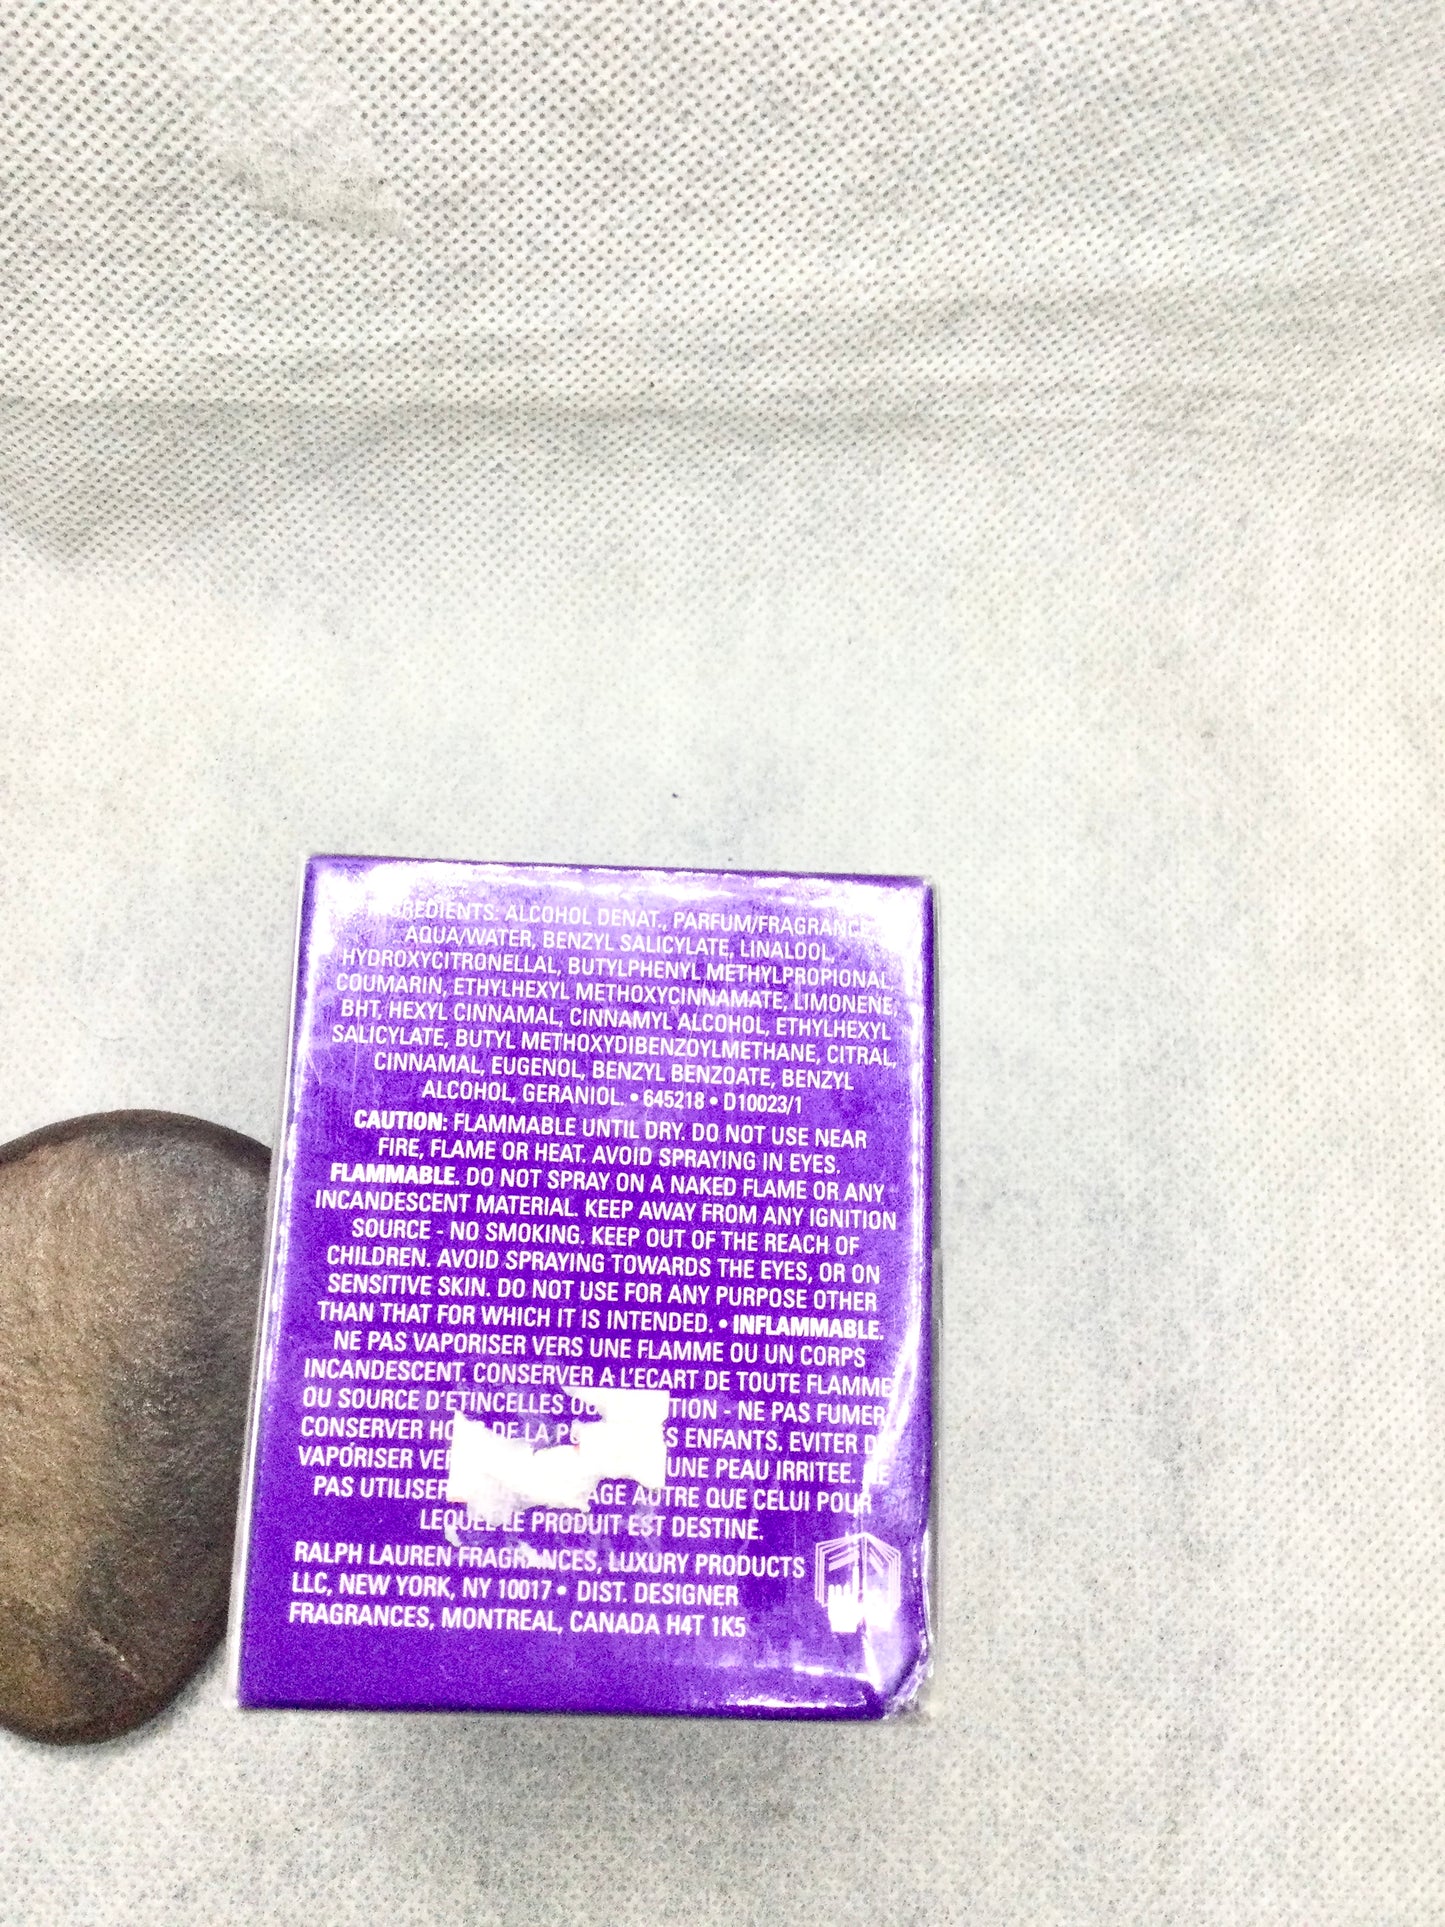 INGREDIENTS: ALCOHOL DENAT., PARFUM/FRAGRANCE,
AQUA/WATER, BENZYL SALICYLATE, LINALOOL,
HYDROXYCITRONELLAL, BUTYLPHENYL METHYLPROPIONAL,
COUMARIN, ETHYLHEXYL METHOXYCINNAMATE, LIMONENE,
BHT, HEXYL CINNAMAL, CINNAMYL ALCOHOL, ETHYLHEXYL
SALICYLATE, BUTYL METHOXYDIBENZOYLMETHANE, CITRAL,
CINNAMAL, EUGENOL, BENZYL BENZOATE, BENZYL
ALCOHOL, GERANIOL. • 645218 • D10023/1
CAUTION: FLAMMABLE UNTIL DRY. DO NOT USE NEAR
FIRE, FLAME OR HEAT. AVOID SPRAYING IN EYES.
FLAMMABLE. DO NOT SPRAY ON A NAKED FLAME OR ANY
INCANDESCENT MATERIAL. KEEP AWAY FROM ANY IGNITION
SOURCE - NO SMOKING. KEEP OUT OF THE REACH OF
CHILDREN. AVOID SPRAYING TOWARDS THE EYES, OR ON
SENSITIVE SKIN. DO NOT USE FOR ANY PURPOSE OTHER
THAN THAT FOR WHICH IT IS INTENDED. • INFLAMMABLE.
NE PAS VAPORISER VERS UNE FLAMME OU UN CORPS
INCANDESCENT. CONSERVER A L'ECART DE TOUTE FLAMME
OU SOURCE D'ETINCELLES - NE PAS FUMER.
CONSERVER DE LA ENFANTS. EVITER
VAPORISER UNE PEAU IRRITEE.
PAS UTILISER AUTRE QUE CELUI POUR
LEQUEL LE PRODUIT EST DESTINE.
RALPH LAUREN FRAGRANCES, LUXURY PRODUCTS
LLC, NEW YORK, NY 10017 • DIST. DESIGNER
FRAGRANCES, MONTREAL, CANADA H4T 1K5